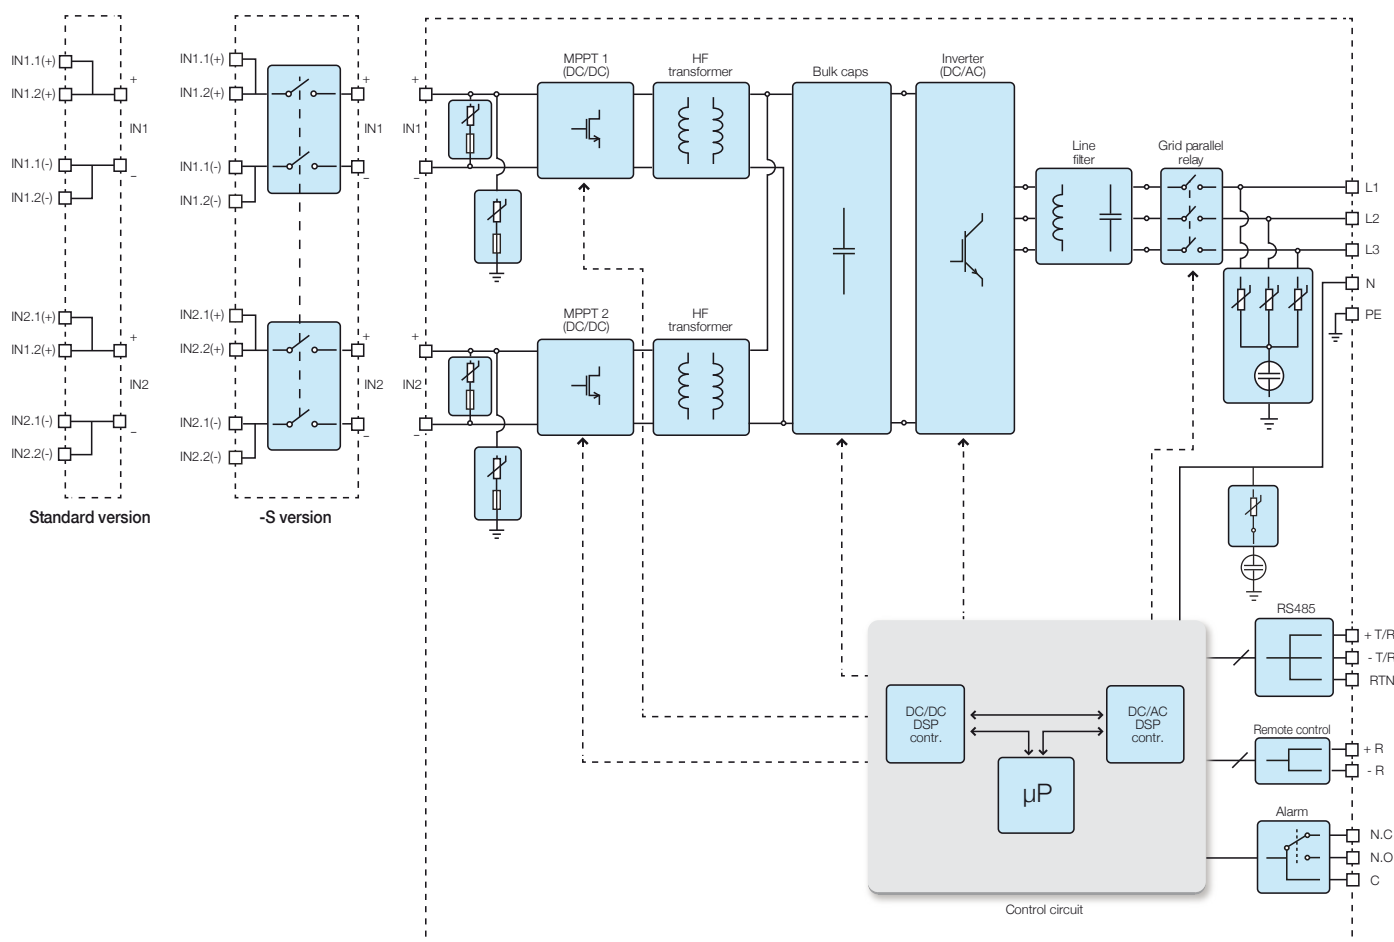 IN1.1(+)
IN1.2(+)
+
IN1
IN1.1(-)
IN1.2(-)
–
IN2.1(+)
IN1.2(+)
+
IN2
IN2.1(-)
IN2.2(-)
–
Standard version
IN1.1(+)
IN1.2(+)
+
IN1
IN1.1(-)
IN1.2(-)
–
IN2.1(+)
IN2.2(+)
+
IN2
IN2.1(-)
IN2.2(-)
–
-S version
+
IN1
–
+
IN2
–
MPPT 1
(DC/DC)
HF
transformer
Bulk caps
Inverter
(DC/AC)
Line
filter
Grid parallel
relay
L1
L2
L3
N
PE
MPPT 2
(DC/DC)
HF
transformer
RS485
+ T/R
- T/R
RTN
Remote control
+ R
- R
Alarm
N.C
N.O
C
DC/DC
DSP
contr.
DC/AC
DSP
contr.
µP
Control circuit